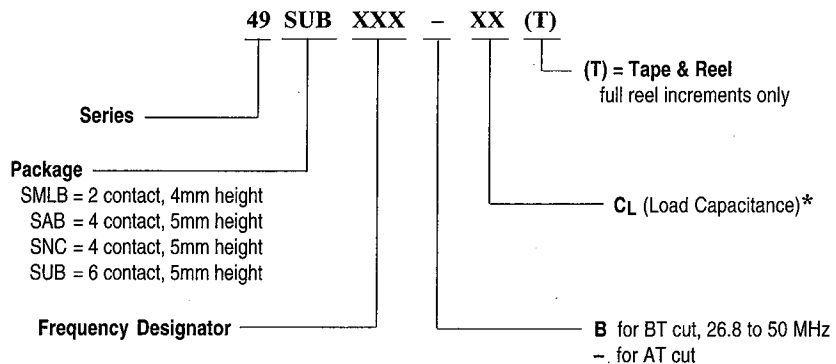 49 SUB XXX – XX (T)
(T) = Tape & Reel
full reel increments only
Series
Package
SMLB = 2 contact, 4mm height
SAB = 4 contact, 5mm height
SNC = 4 contact, 5mm height
SUB = 6 contact, 5mm height
CL (Load Capacitance)*
Frequency Designator
B for BT cut, 26.8 to 50 MHz
–, for AT cut